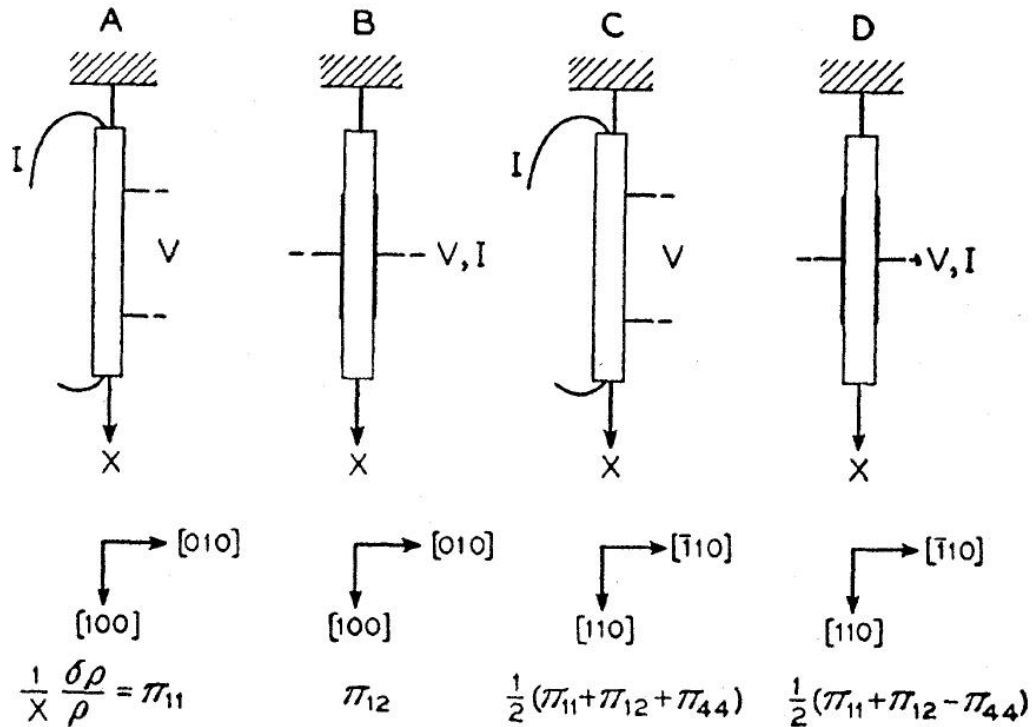 A B C D
I I
V V, I V V, I
X X X X
[010] [010] [1̄10] [1̄10]
[100] [100] [110] [110]
1/X δρ/ρ = π₁₁ π₁₂ 1/2(π₁₁+π₁₂+π₄₄) 1/2(π₁₁+π₁₂-π₄₄)